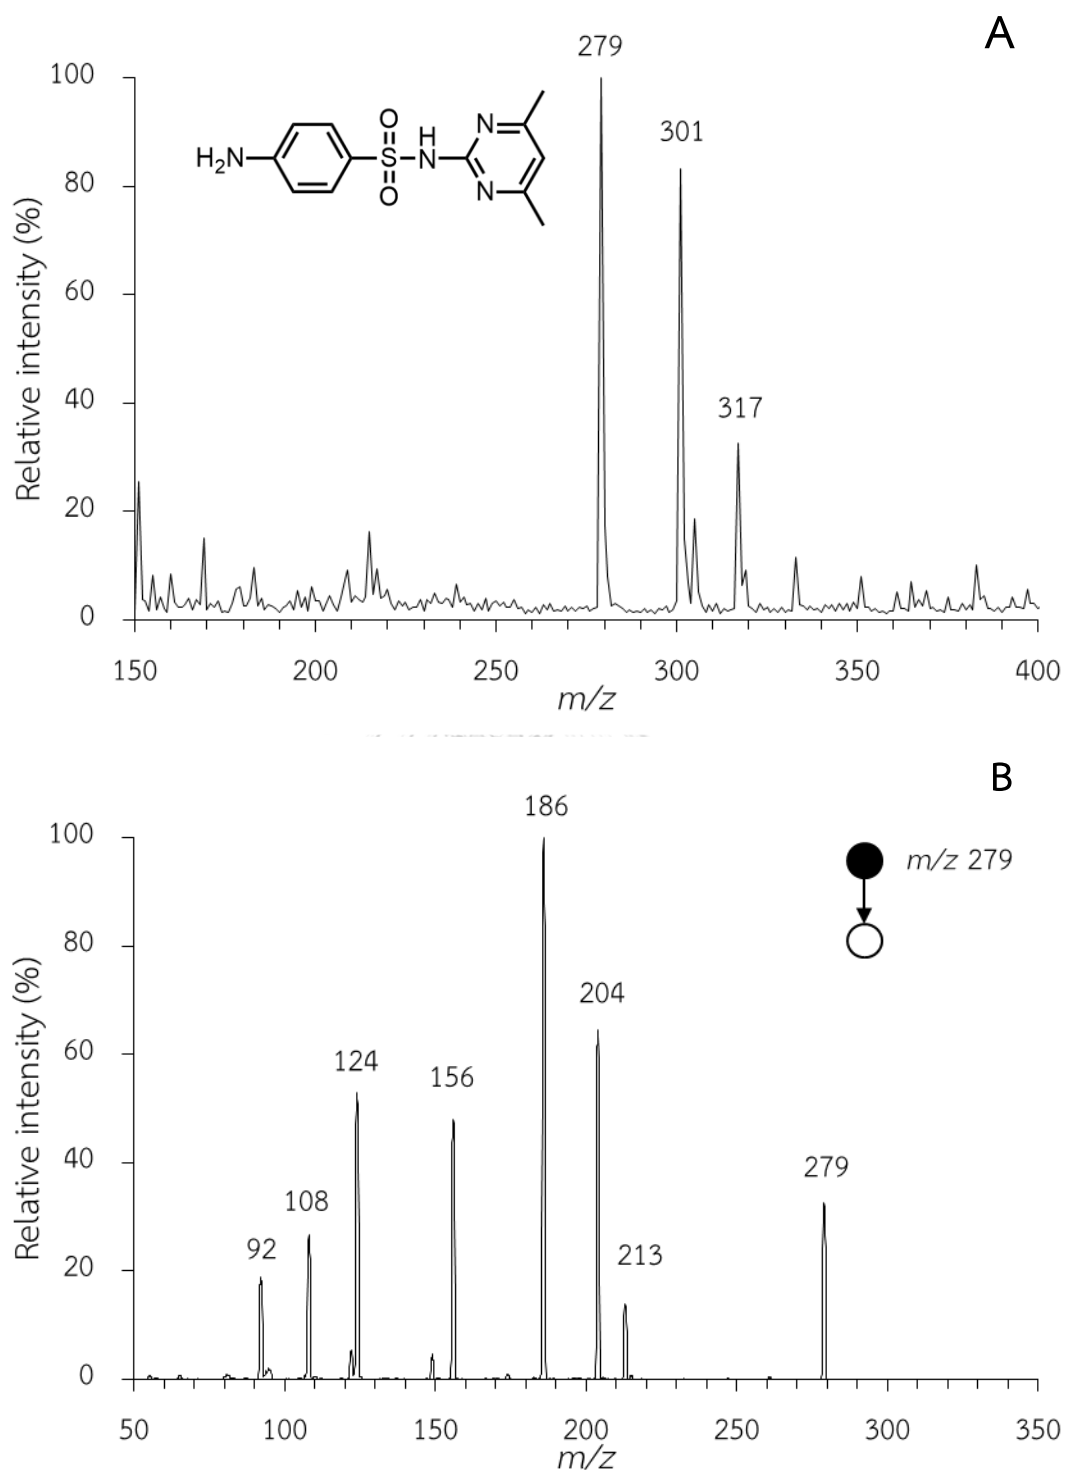 A
279
301
317
H₂N
S
O
O
H
N
N
N
100
80
60
40
20
0
Relative intensity (%)
150 200 250 300 350 400
m/z
B
186
204
124
156
279
213
108
92
m/z 279
100
80
60
40
20
0
Relative intensity (%)
50 100 150 200 250 300 350
m/z